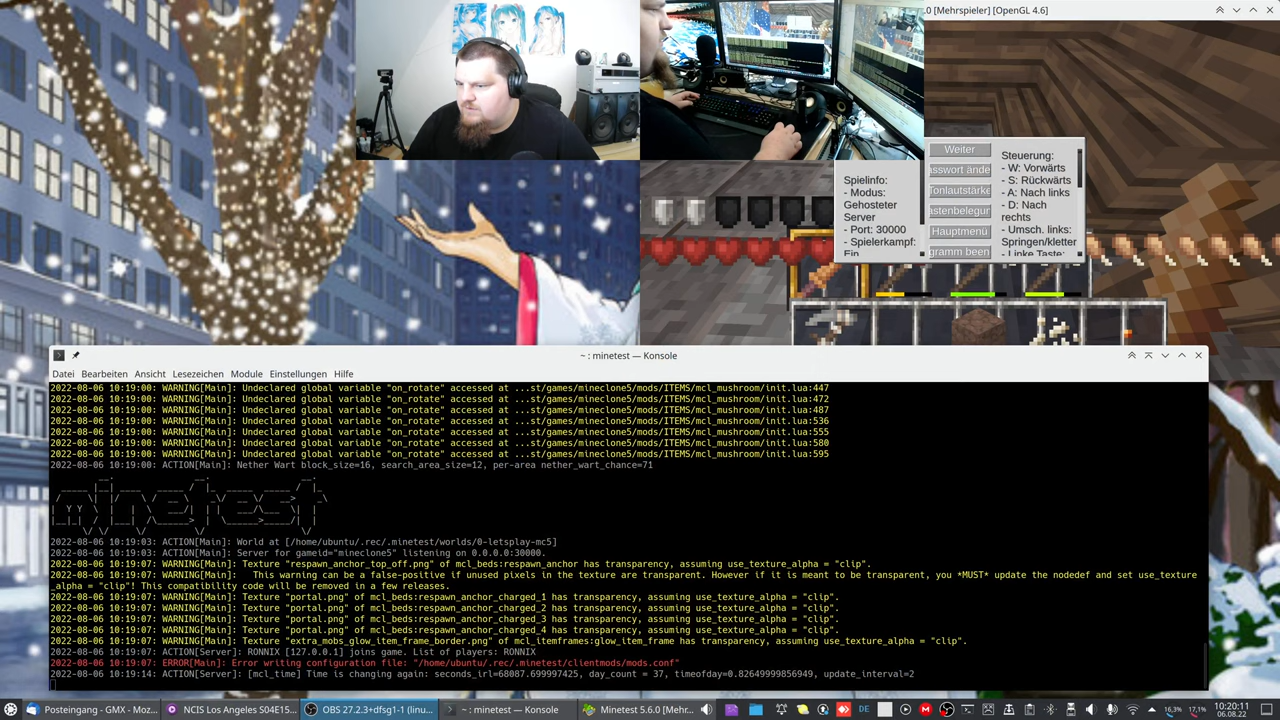 .0 [Mehrspieler] [OpenGL 4.6]
Spielinfo:
- Modus:
Gehosteter
Server
- Port: 30000
- Spielerkampf:
Ein
Weiter
asswort ände
Tonlautstärke
astenbelegun
Hauptmenü
gramm been
Steuerung:
- W: Vorwärts
- S: Rückwärts
- A: Nach links
- D: Nach
rechts
- Umsch. links:
Springen/kletter
- Linke Taste:
~ : minetest — Konsole
Datei Bearbeiten Ansicht Lesezeichen Module Einstellungen Hilfe
2022-08-06 10:19:00: WARNING[Main]: Undeclared global variable "on_rotate" accessed at ...st/games/mineclone5/mods/ITEMS/mcl_mushroom/init.lua:447
2022-08-06 10:19:00: WARNING[Main]: Undeclared global variable "on_rotate" accessed at ...st/games/mineclone5/mods/ITEMS/mcl_mushroom/init.lua:472
2022-08-06 10:19:00: WARNING[Main]: Undeclared global variable "on_rotate" accessed at ...st/games/mineclone5/mods/ITEMS/mcl_mushroom/init.lua:487
2022-08-06 10:19:00: WARNING[Main]: Undeclared global variable "on_rotate" accessed at ...st/games/mineclone5/mods/ITEMS/mcl_mushroom/init.lua:536
2022-08-06 10:19:00: WARNING[Main]: Undeclared global variable "on_rotate" accessed at ...st/games/mineclone5/mods/ITEMS/mcl_mushroom/init.lua:555
2022-08-06 10:19:00: WARNING[Main]: Undeclared global variable "on_rotate" accessed at ...st/games/mineclone5/mods/ITEMS/mcl_mushroom/init.lua:580
2022-08-06 10:19:00: WARNING[Main]: Undeclared global variable "on_rotate" accessed at ...st/games/mineclone5/mods/ITEMS/mcl_mushroom/init.lua:595
2022-08-06 10:19:00: ACTION[Main]: Nether Wart block_size=16, search_area_size=12, per-area nether_wart_chance=71
minetest
2022-08-06 10:19:03: ACTION[Main]: World at [/home/ubuntu/.rec/.minetest/worlds/0-letsplay-mc5]
2022-08-06 10:19:03: ACTION[Main]: Server for gameid="mineclone5" listening on 0.0.0.0:30000.
2022-08-06 10:19:07: WARNING[Main]: Texture "respawn_anchor_top_off.png" of mcl_beds:respawn_anchor has transparency, assuming use_texture_alpha = "clip".
2022-08-06 10:19:07: WARNING[Main]:   This warning can be a false-positive if unused pixels in the texture are transparent. However if it is meant to be transparent, you *MUST* update the nodedef and set use_texture
_alpha = "clip"! This compatibility code will be removed in a few releases.
2022-08-06 10:19:07: WARNING[Main]: Texture "portal.png" of mcl_beds:respawn_anchor_charged_1 has transparency, assuming use_texture_alpha = "clip".
2022-08-06 10:19:07: WARNING[Main]: Texture "portal.png" of mcl_beds:respawn_anchor_charged_2 has transparency, assuming use_texture_alpha = "clip".
2022-08-06 10:19:07: WARNING[Main]: Texture "portal.png" of mcl_beds:respawn_anchor_charged_3 has transparency, assuming use_texture_alpha = "clip".
2022-08-06 10:19:07: WARNING[Main]: Texture "portal.png" of mcl_beds:respawn_anchor_charged_4 has transparency, assuming use_texture_alpha = "clip".
2022-08-06 10:19:07: WARNING[Main]: Texture "extra_mobs_glow_item_frame_border.png" of mcl_itemframes:glow_item_frame has transparency, assuming use_texture_alpha = "clip".
2022-08-06 10:19:07: ACTION[Server]: RONNIX [127.0.0.1] joins game. List of players: RONNIX
2022-08-06 10:19:07: ERROR[Main]: Error writing configuration file: "/home/ubuntu/.rec/.minetest/clientmods/mods.conf"
2022-08-06 10:19:14: ACTION[Server]: [mcl_time] Time is changing again: seconds_irl=68087.699997425, day_count = 37, timeofday=0.82649999856949, update_interval=2
Posteingang - GMX - Moz... NCIS Los Angeles S04E15... OBS 27.2.3+dfsg1-1 (linu... ~ : minetest — Konsole Minetest 5.6.0 [Mehr... DE 16,3% 17,1% 10:20:11
06.08.22